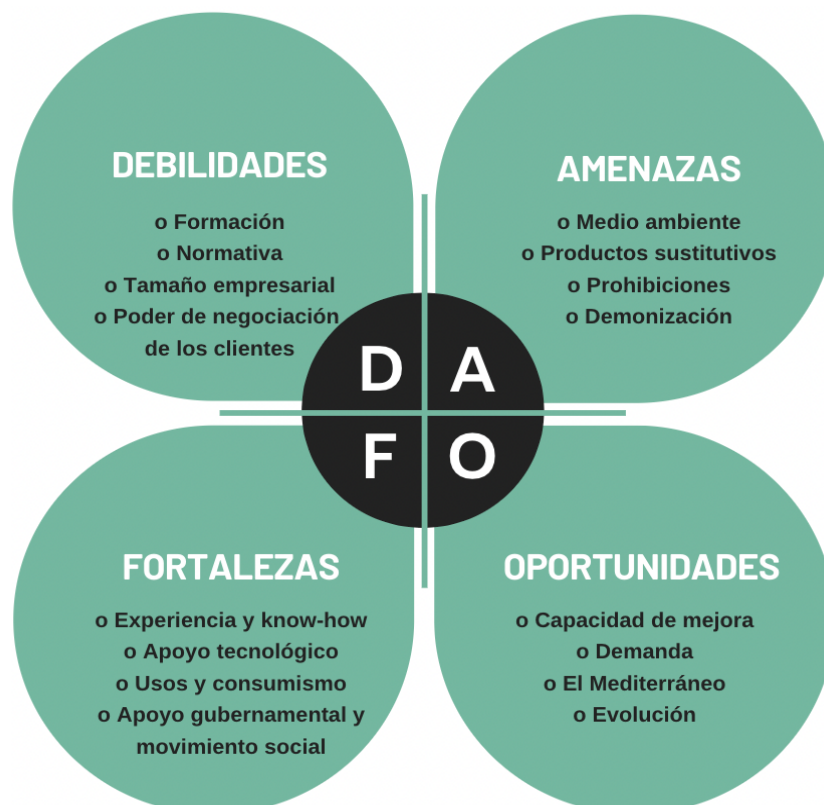 DEBILIDADES
o Formación
o Normativa
o Tamaño empresarial
o Poder de negociación
de los clientes
AMENAZAS
o Medio ambiente
o Productos sustitutivos
o Prohibiciones
o Demonización
D A
F O
FORTALEZAS
o Experiencia y know-how
o Apoyo tecnológico
o Usos y consumismo
o Apoyo gubernamental y
movimiento social
OPORTUNIDADES
o Capacidad de mejora
o Demanda
o El Mediterráneo
o Evolución